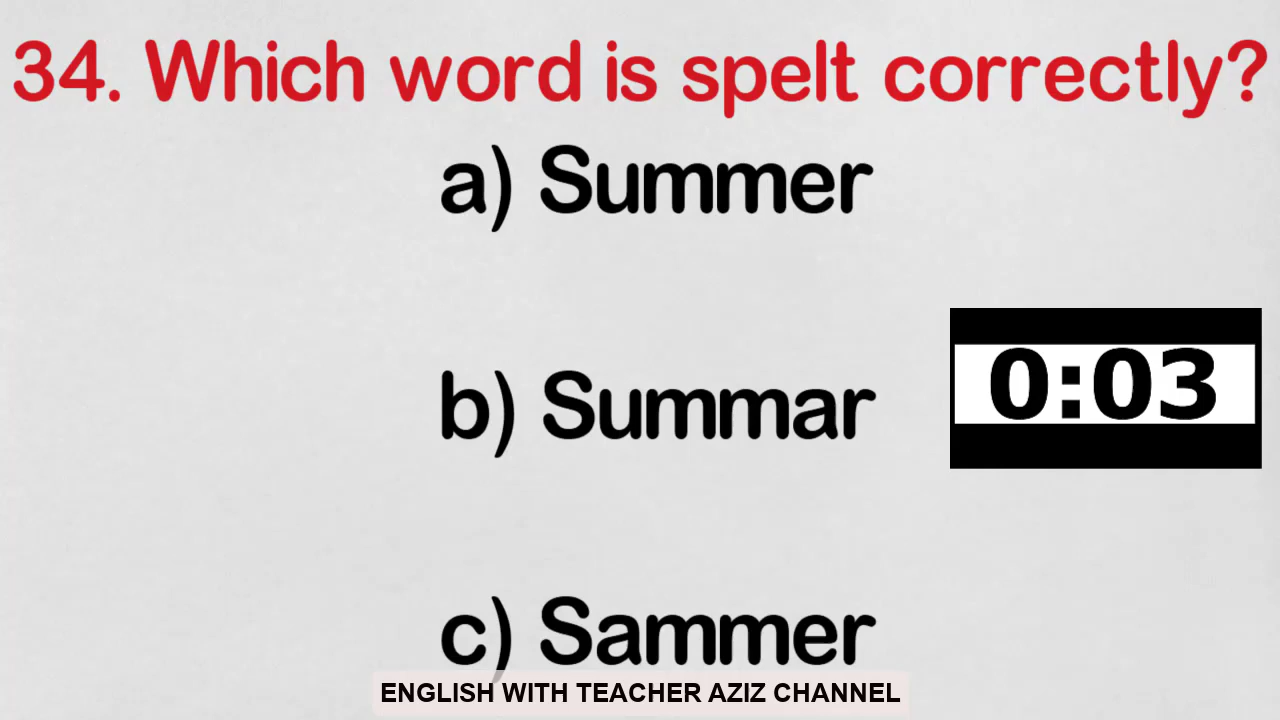 34. Which word is spelt correctly?
a) Summer
b) Summar
0:03
c) Sammer
ENGLISH WITH TEACHER AZIZ CHANNEL